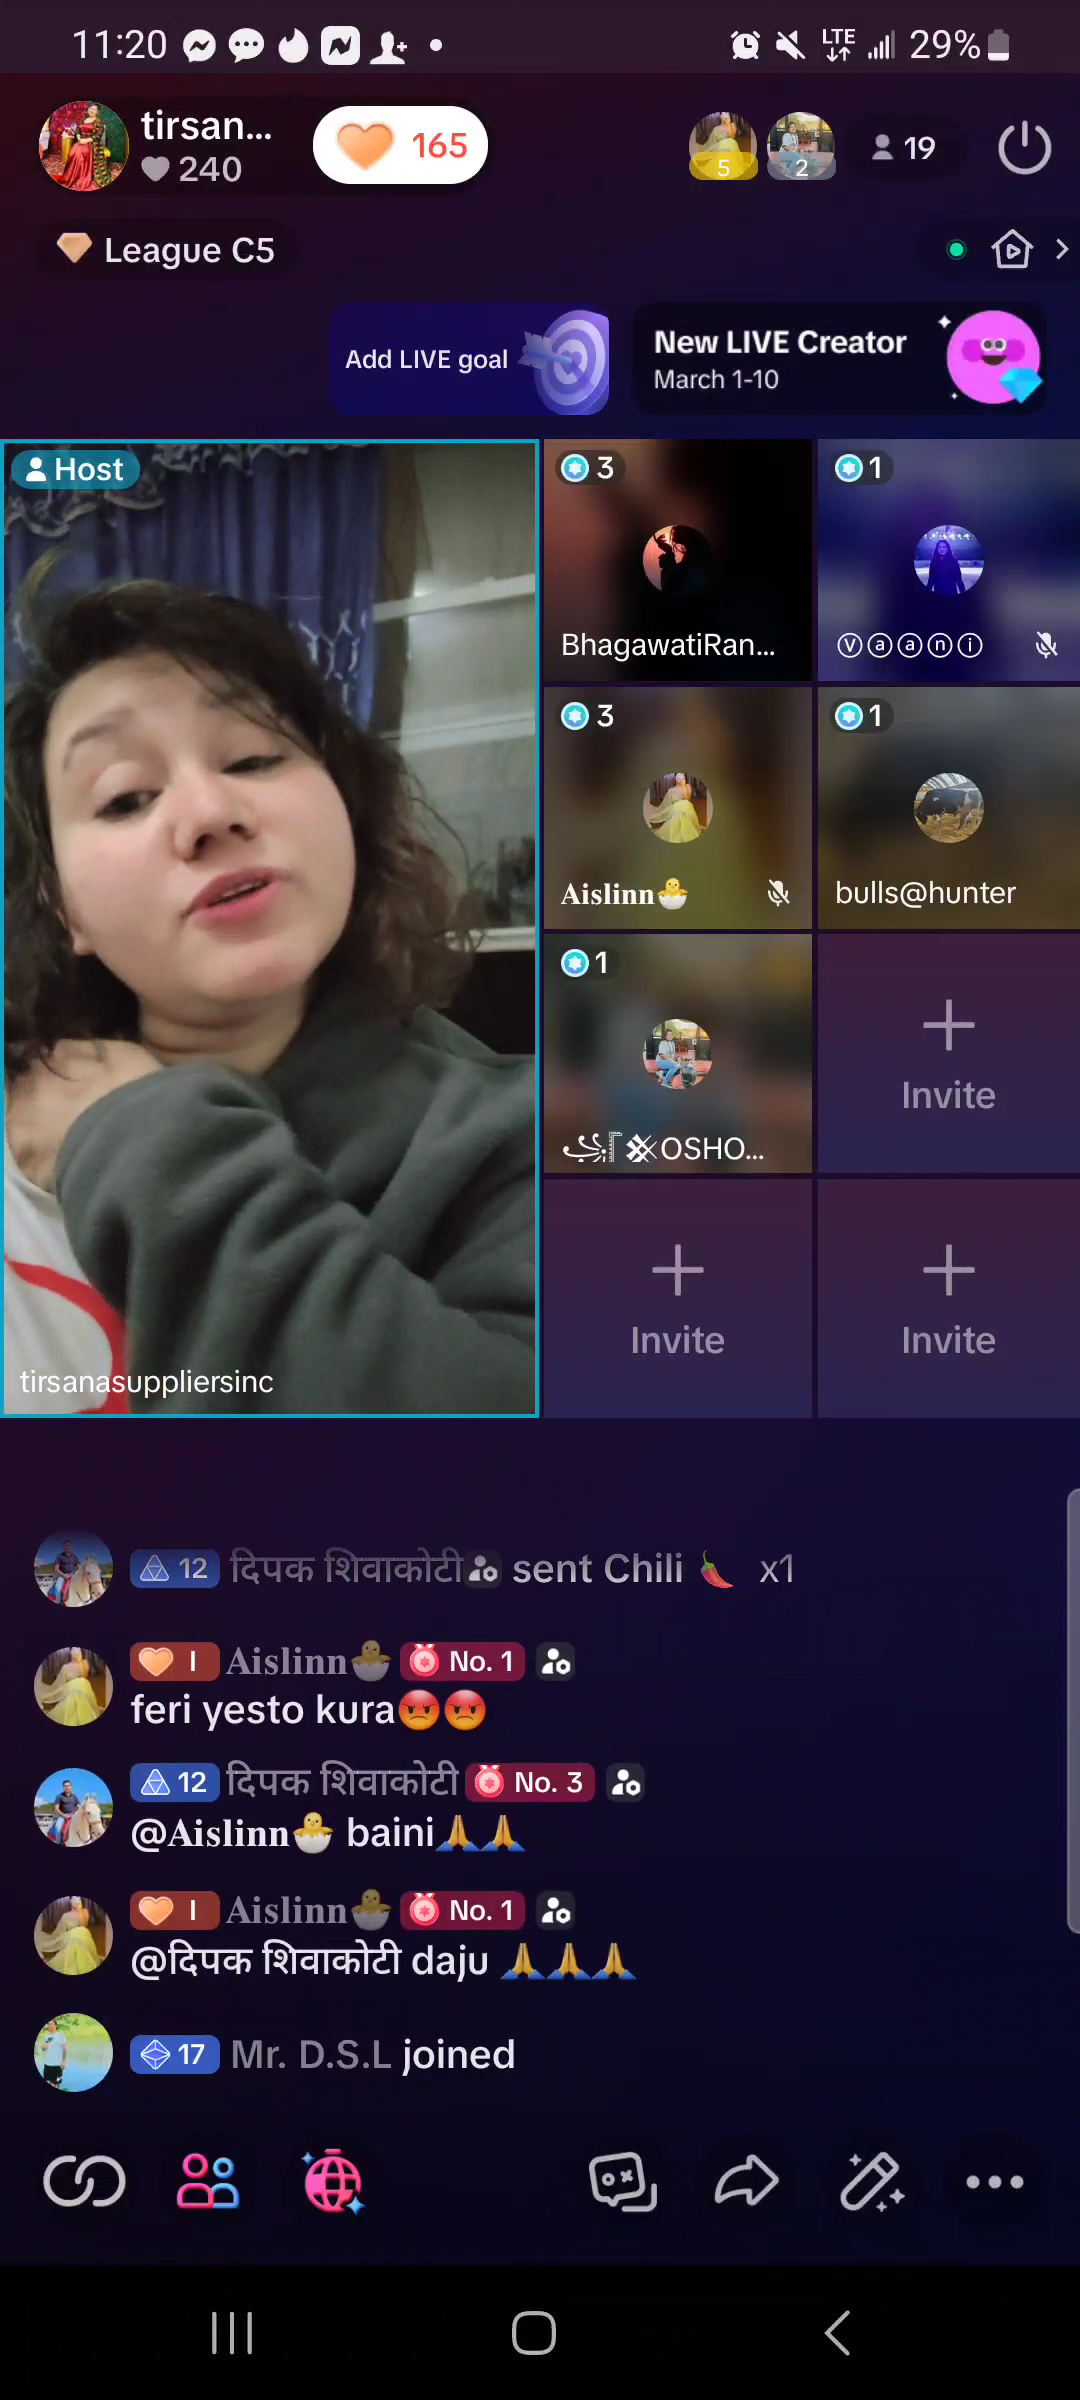 11:20
LTE 29%
tirsan...
240
165
5
2
19
League C5
Add LIVE goal
New LIVE Creator
March 1-10
Host
tirsanasuppliersinc
3
BhagawatiRan...
1
Ⓥⓐⓐⓝⓘ
3
Aislinn🐣
1
bulls@hunter
1
OSHO...
Invite
Invite
Invite
12 दिपक शिवाकोटी sent Chili 🌶️ x1
I Aislinn🐣 No. 1
feri yesto kura😡😡
12 दिपक शिवाकोटी No. 3
@Aislinn🐣 baini🙏🙏
I Aislinn🐣 No. 1
@दिपक शिवाकोटी daju 🙏🙏🙏
17 Mr. D.S.L joined